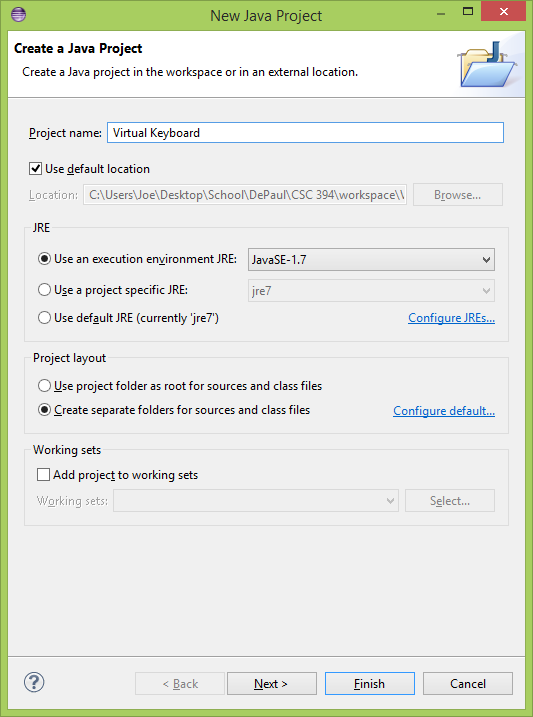 New Java Project
Create a Java Project
Create a Java project in the workspace or in an external location.
Project name: Virtual Keyboard
Use default location
Location: C:\Users\Joe\Desktop\School\DePaul\CSC 394\workspace\\ Browse...
JRE
Use an execution environment JRE: JavaSE-1.7
Use a project specific JRE: jre7
Use default JRE (currently 'jre7') Configure JREs...
Project layout
Use project folder as root for sources and class files
Create separate folders for sources and class files Configure default...
Working sets
Add project to working sets
Working sets: Select...
? < Back Next > Finish Cancel